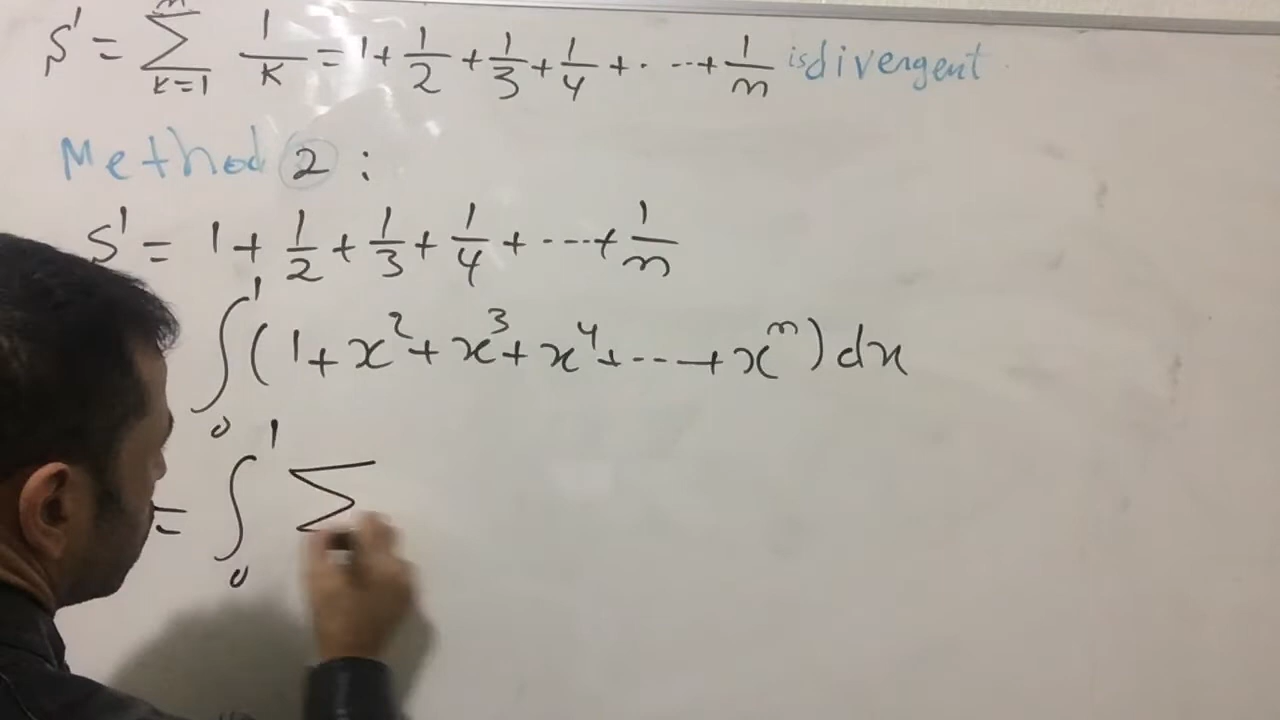 S' = ∑_{k=1}^{n} 1/k = 1 + 1/2 + 1/3 + 1/4 + · ·· + 1/n is divergent
Method 2 :
S' = 1 + 1/2 + 1/3 + 1/4 + ··· + 1/n
∫_0^1 (1 + x^2 + x^3 + x^4 + ··· + x^n) dx
= ∫_0^1 ∑